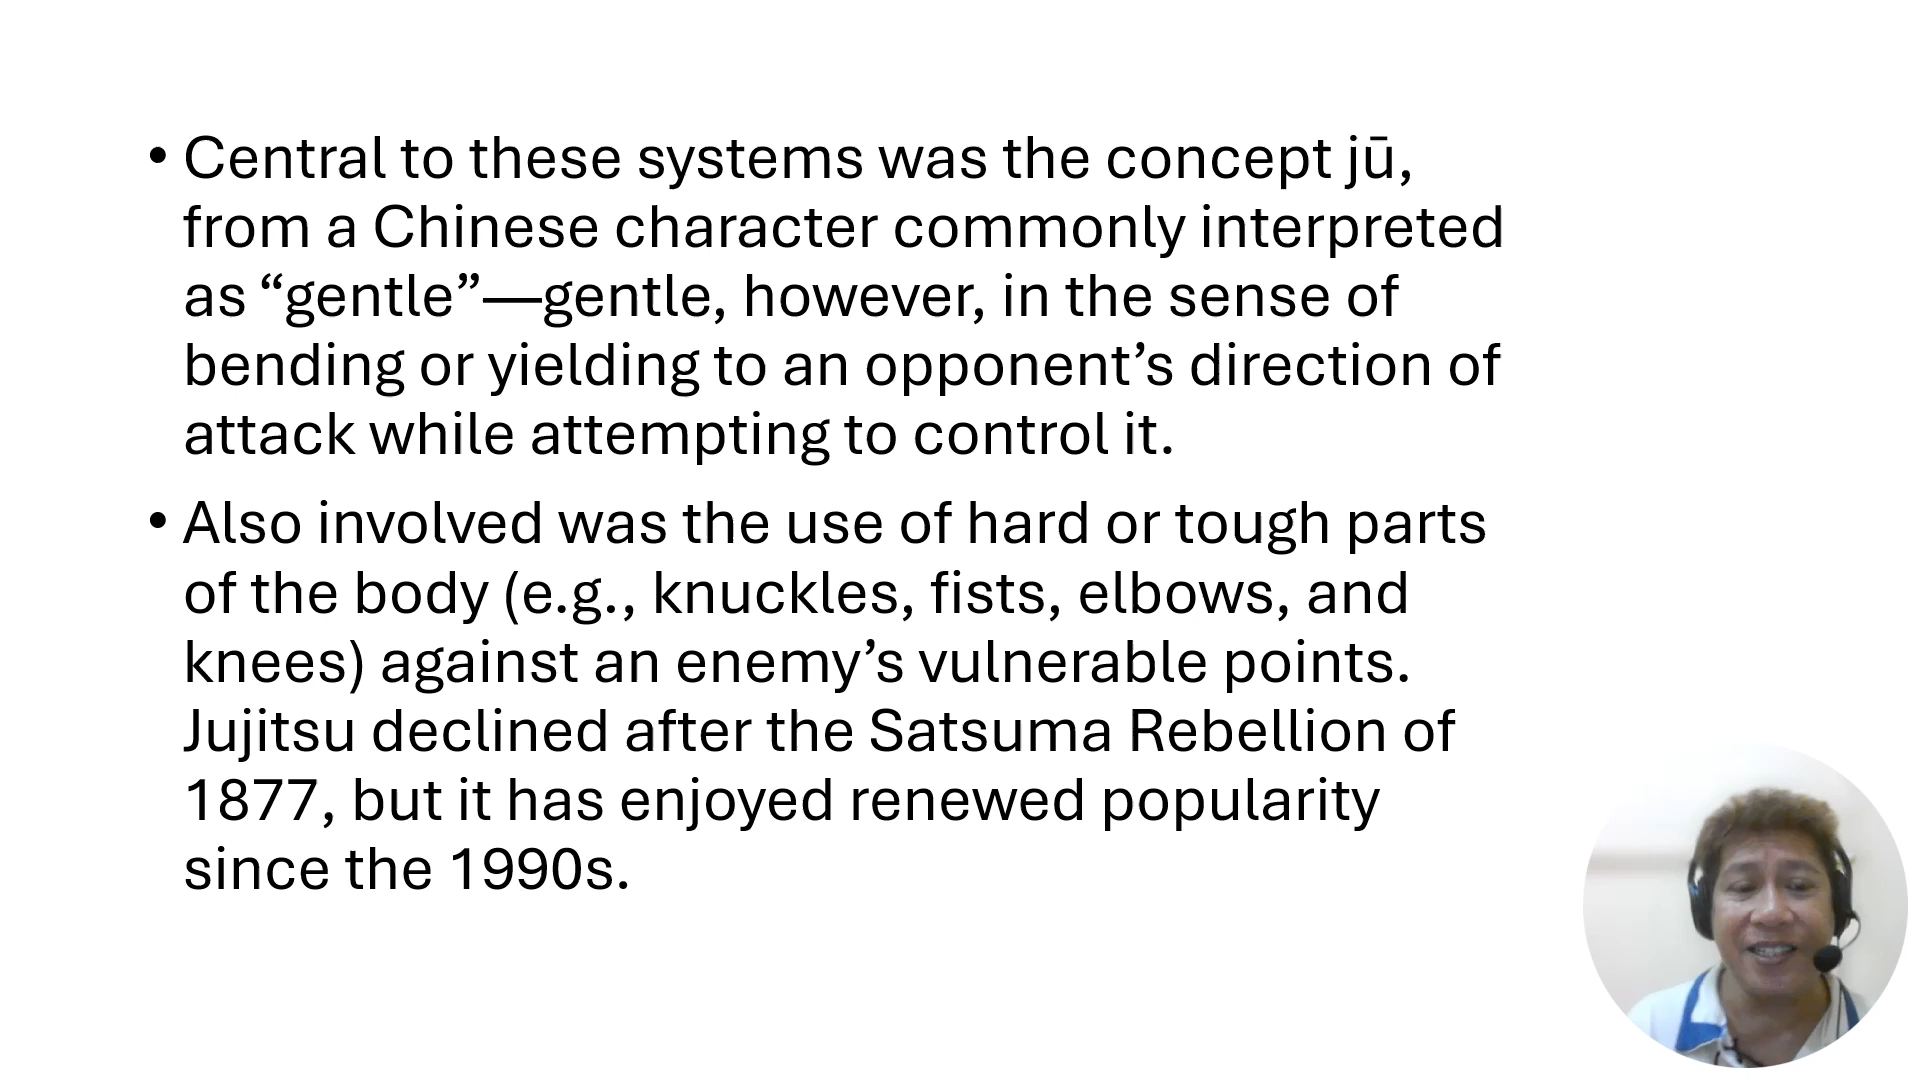 • Central to these systems was the concept jū,
from a Chinese character commonly interpreted
as “gentle”—gentle, however, in the sense of
bending or yielding to an opponent’s direction of
attack while attempting to control it.
• Also involved was the use of hard or tough parts
of the body (e.g., knuckles, fists, elbows, and
knees) against an enemy’s vulnerable points.
Jujitsu declined after the Satsuma Rebellion of
1877, but it has enjoyed renewed popularity
since the 1990s.